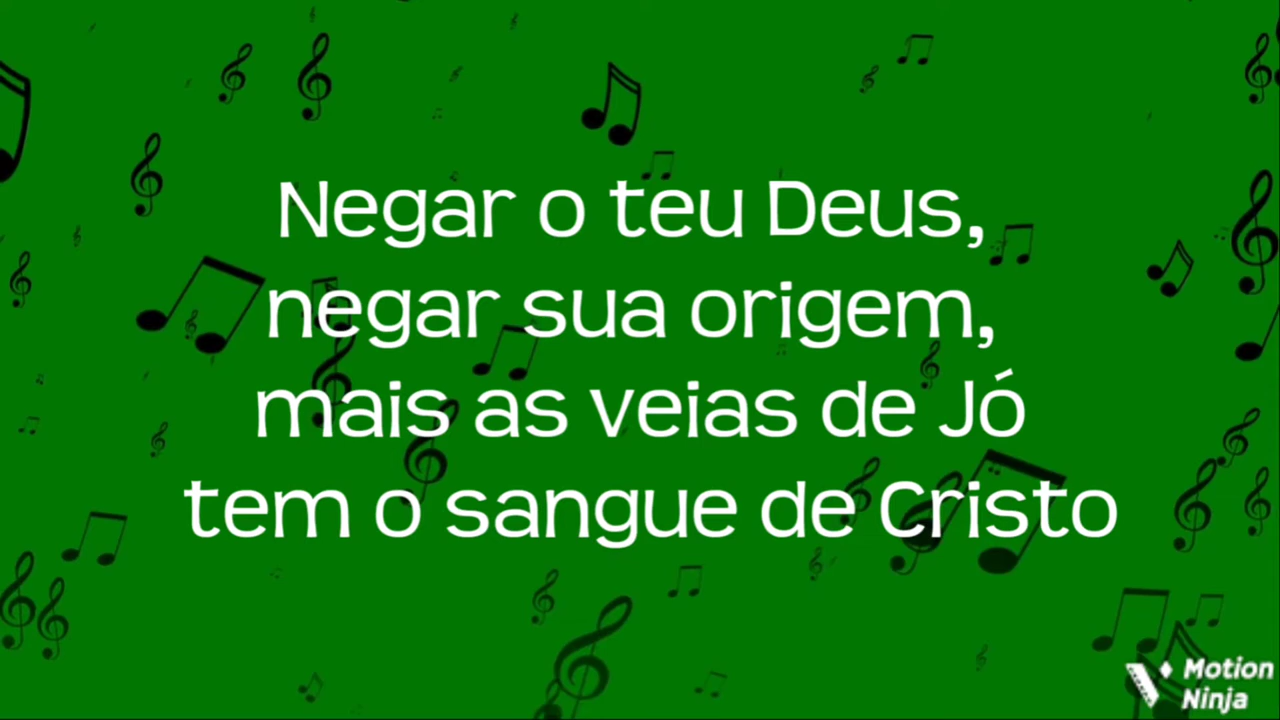 Negar o teu Deus,
negar sua origem,
mais as veias de Jó
tem o sangue de Cristo
Motion
Ninja